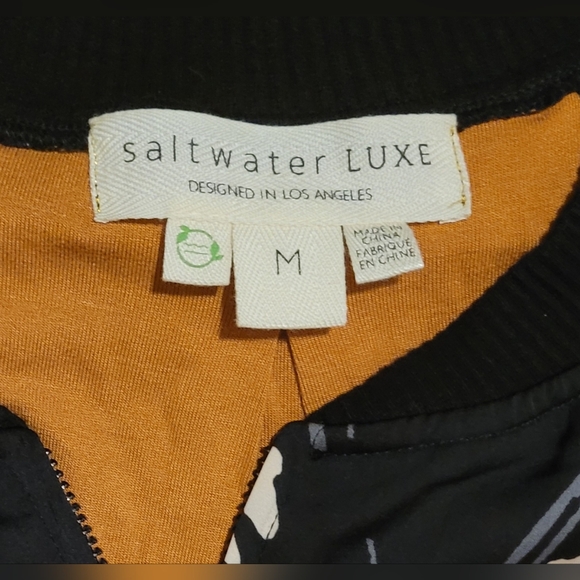 saltwater LUXE
DESIGNED IN LOS ANGELES
M
MADE IN
CHINA
FABRIQUE
EN CHINE